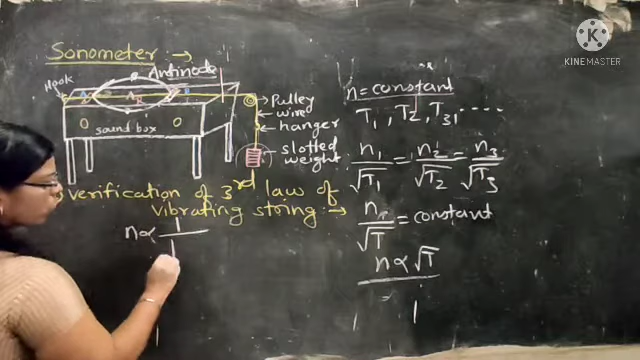 Sonometer →
Antinode
Hook
A
B
Pulley
wire
hanger
slotted
weight
sound box
verification of 3rd law of
vibrating string :→
n ∝ 1
n = constant
T₁, T₂, T₃, ....
n₁/√T₁ = n₂/√T₂ = n₃/√T₃
n/√T = constant
n ∝ √T
KINEMASTER